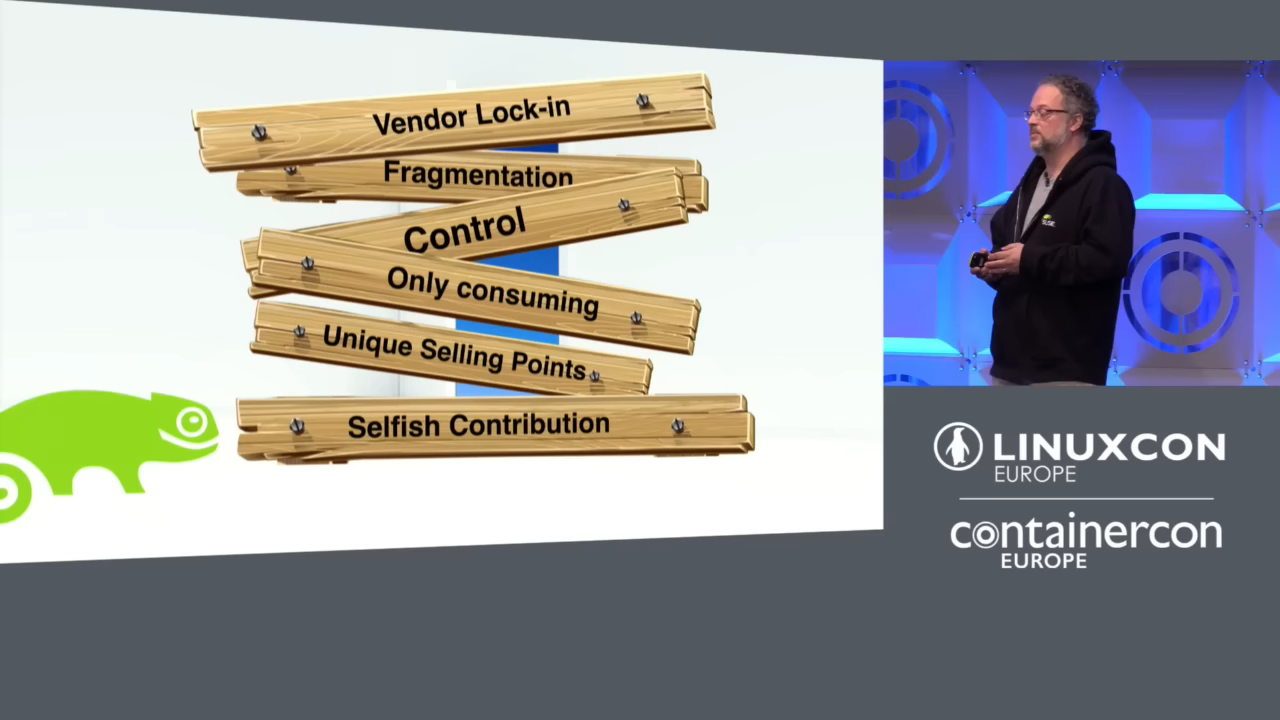 Vendor Lock-in
Fragmentation
Control
Only consuming
Unique Selling Points
Selfish Contribution
LINUXCON
EUROPE
containercon
EUROPE